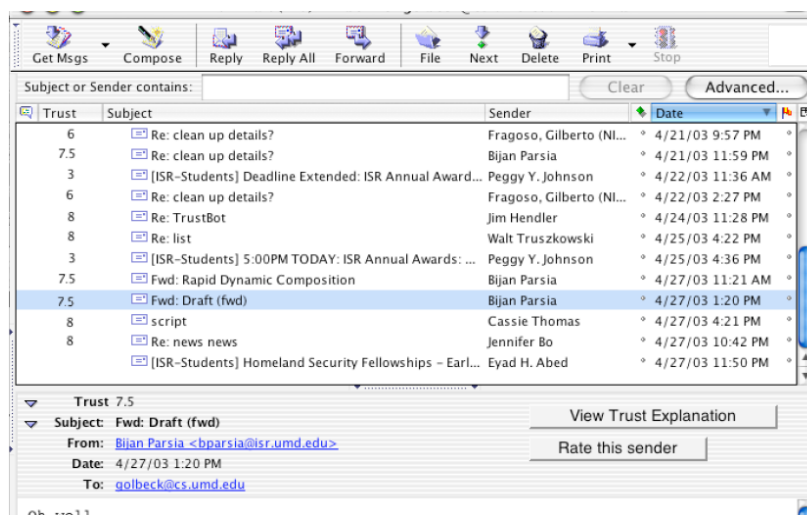 Get Msgs Compose Reply Reply All Forward File Next Delete Print Stop
Subject or Sender contains: Clear Advanced...
Trust Subject Sender Date
6 Re: clean up details? Fragoso, Gilberto (NI... 4/21/03 9:57 PM
7.5 Re: clean up details? Bijan Parsia 4/21/03 11:59 PM
3 [ISR-Students] Deadline Extended: ISR Annual Award... Peggy Y. Johnson 4/22/03 11:36 AM
6 Re: clean up details? Fragoso, Gilberto (NI... 4/22/03 2:27 PM
8 Re: TrustBot Jim Hendler 4/24/03 11:28 PM
8 Re: list Walt Truszkowski 4/25/03 4:22 PM
3 [ISR-Students] 5:00PM TODAY: ISR Annual Awards: ... Peggy Y. Johnson 4/25/03 4:36 PM
7.5 Fwd: Rapid Dynamic Composition Bijan Parsia 4/27/03 11:21 AM
7.5 Fwd: Draft (fwd) Bijan Parsia 4/27/03 1:20 PM
8 script Cassie Thomas 4/27/03 4:21 PM
8 Re: news news Jennifer Bo 4/27/03 10:42 PM
[ISR-Students] Homeland Security Fellowships - Earl... Eyad H. Abed 4/27/03 11:50 PM
Trust 7.5
View Trust Explanation
Subject: Fwd: Draft (fwd)
From: Bijan Parsia <bparsia@isr.umd.edu>
Rate this sender
Date: 4/27/03 1:20 PM
To: golbeck@cs.umd.edu